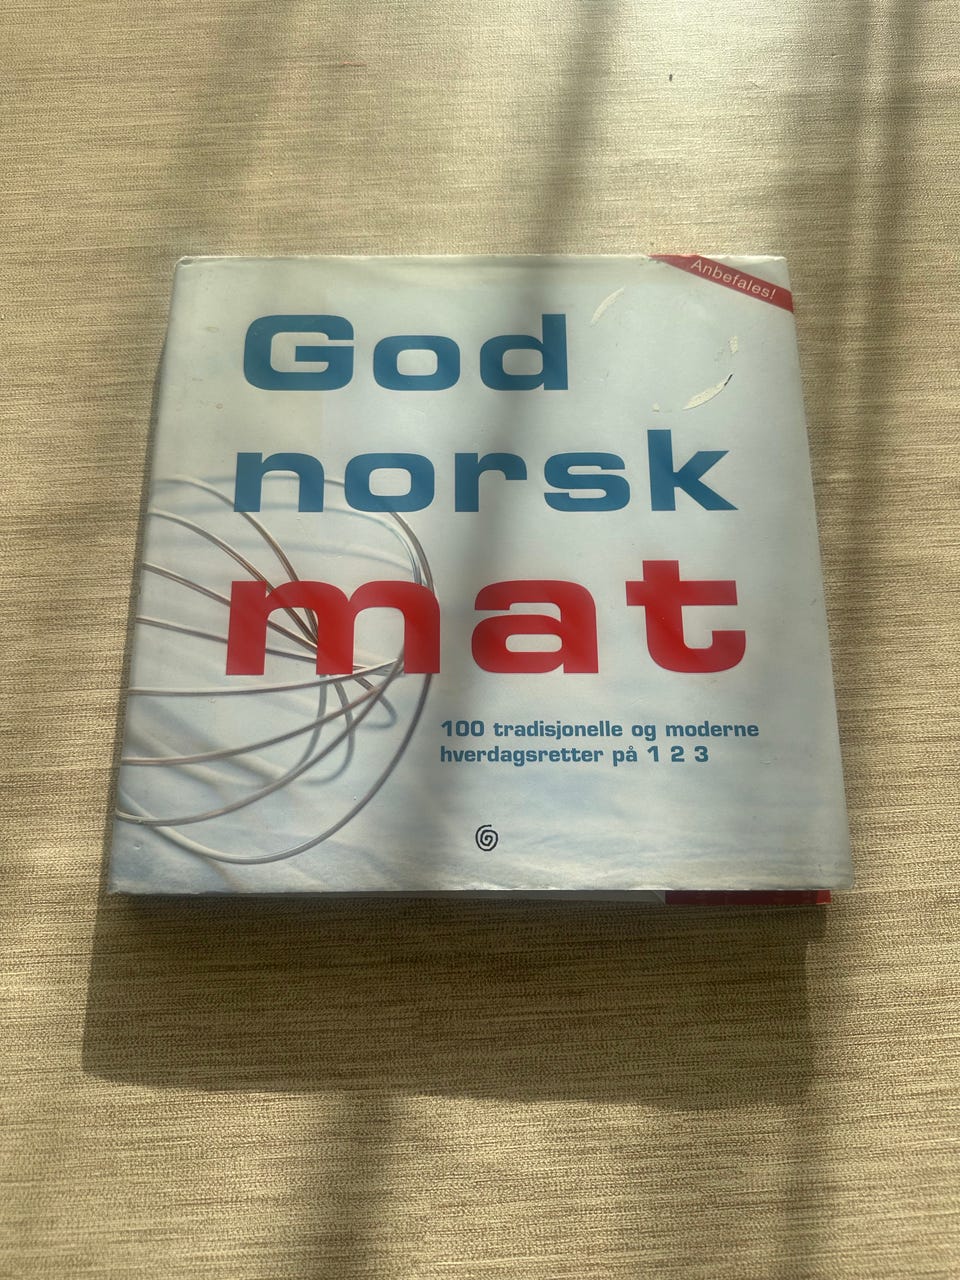 Anbefales!
God
norsk
mat
100 tradisjonelle og moderne
hverdagsretter på 1 2 3